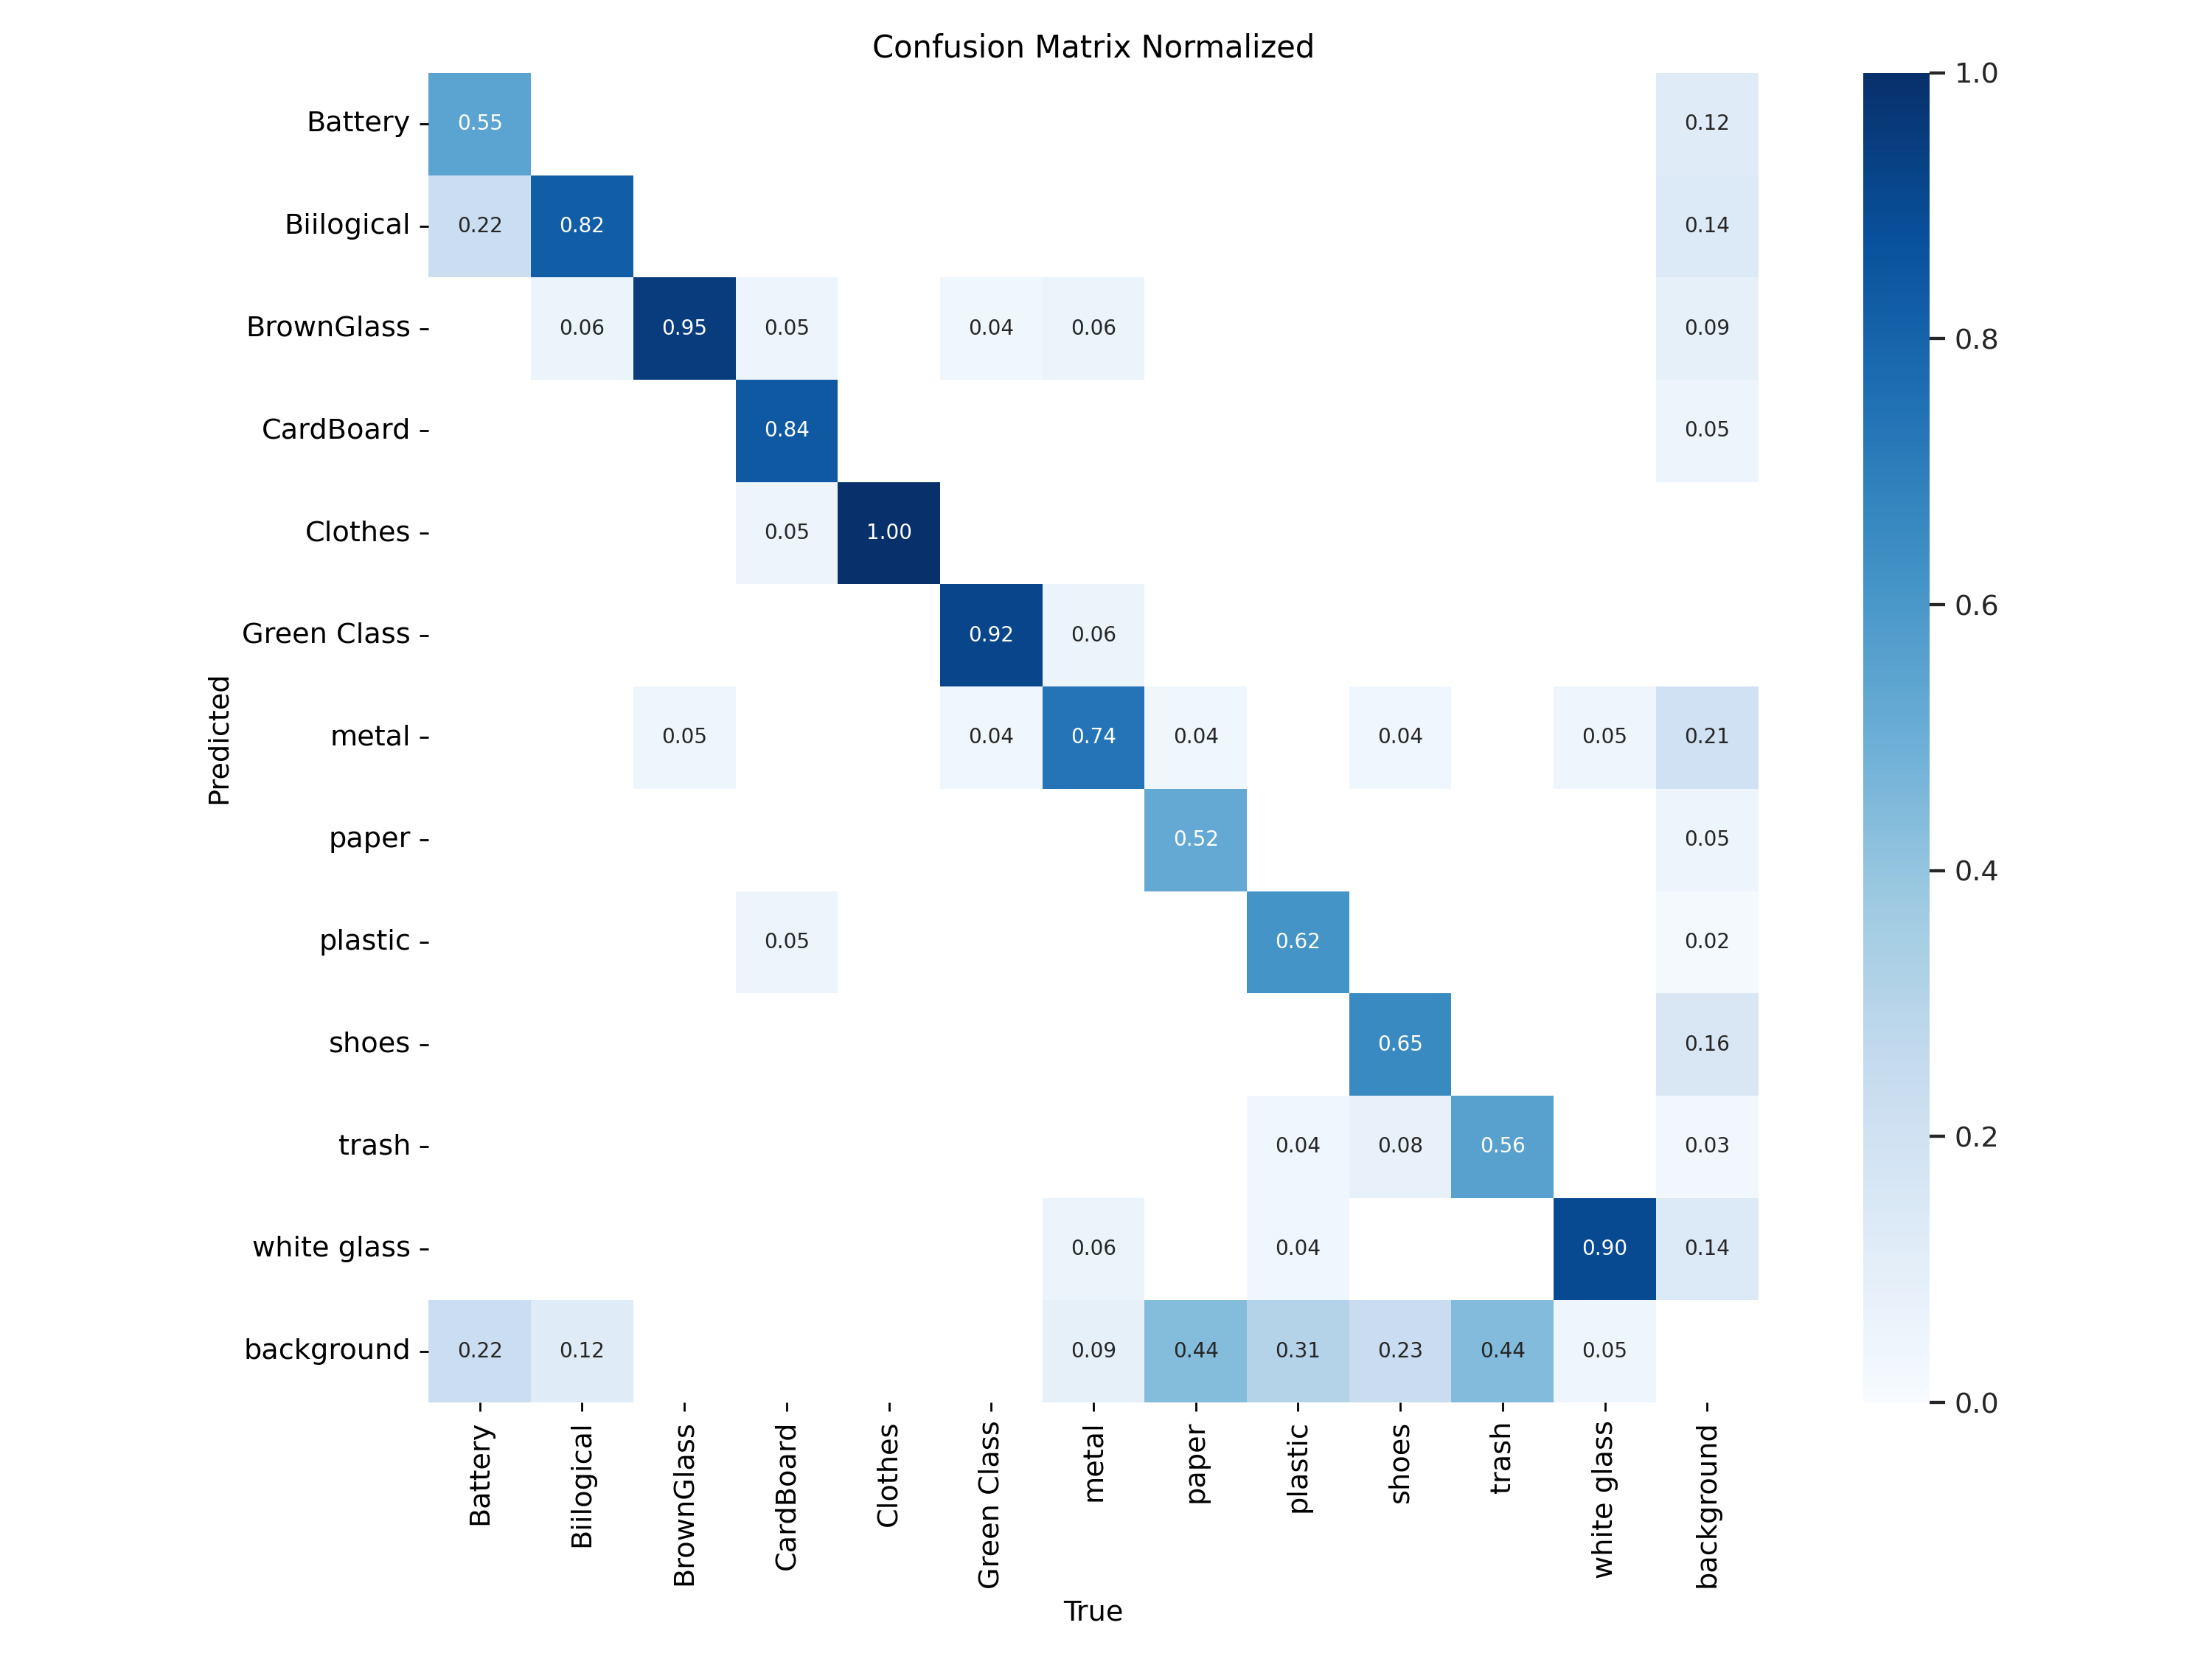 Confusion Matrix Normalized
Battery 0.55 0.12
Biilogical 0.22 0.82 0.14
BrownGlass 0.06 0.95 0.05 0.04 0.06 0.09
CardBoard 0.84 0.05
Clothes 0.05 1.00
Green Class 0.92 0.06
metal 0.05 0.04 0.74 0.04 0.04 0.05 0.21
paper 0.52 0.05
plastic 0.05 0.62 0.02
shoes 0.65 0.16
trash 0.04 0.08 0.56 0.03
white glass 0.06 0.04 0.90 0.14
background 0.22 0.12 0.09 0.44 0.31 0.23 0.44 0.05
Predicted
Battery Biilogical BrownGlass CardBoard Clothes Green Class metal paper plastic shoes trash white glass background
True
1.0
0.8
0.6
0.4
0.2
0.0